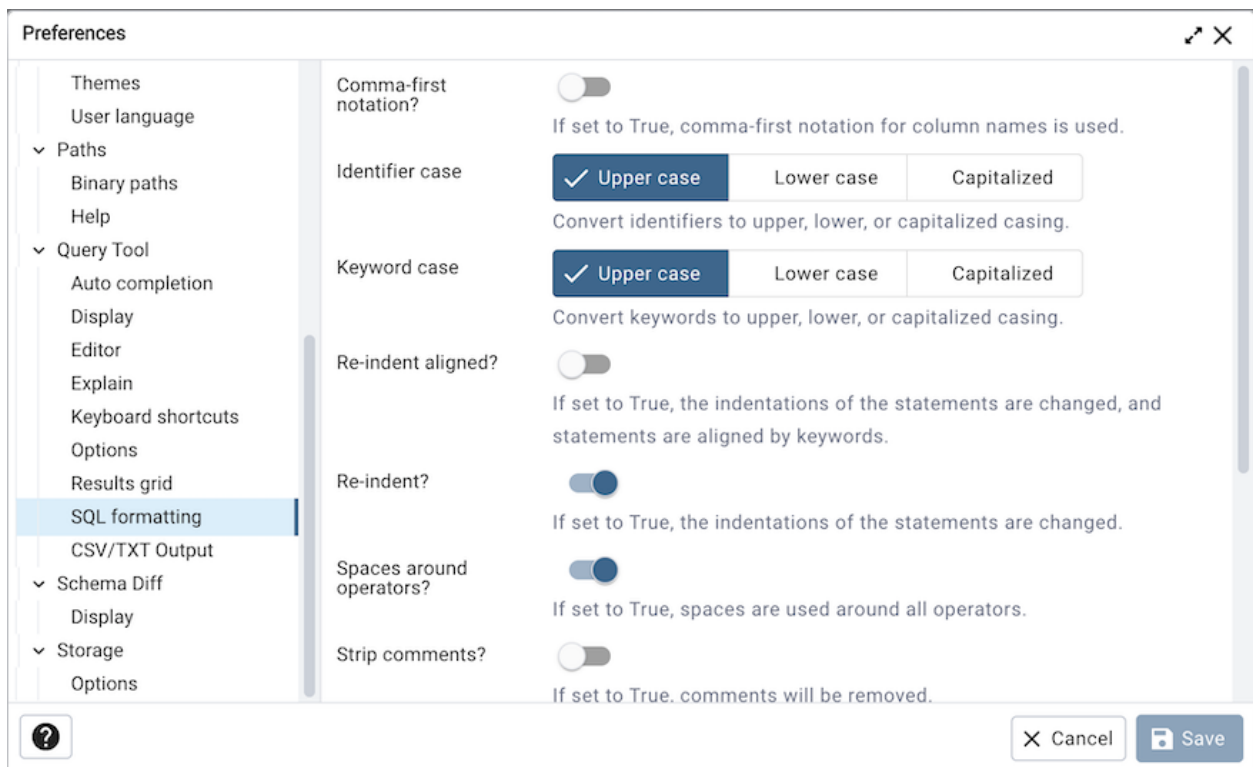 Preferences
Themes
User language
Paths
Binary paths
Help
Query Tool
Auto completion
Display
Editor
Explain
Keyboard shortcuts
Options
Results grid
SQL formatting
CSV/TXT Output
Schema Diff
Display
Storage
Options
Comma-first
notation?
If set to True, comma-first notation for column names is used.
Identifier case
Upper case Lower case Capitalized
Convert identifiers to upper, lower, or capitalized casing.
Keyword case
Upper case Lower case Capitalized
Convert keywords to upper, lower, or capitalized casing.
Re-indent aligned?
If set to True, the indentations of the statements are changed, and
statements are aligned by keywords.
Re-indent?
If set to True, the indentations of the statements are changed.
Spaces around
operators?
If set to True, spaces are used around all operators.
Strip comments?
If set to True, comments will be removed.
? Cancel Save